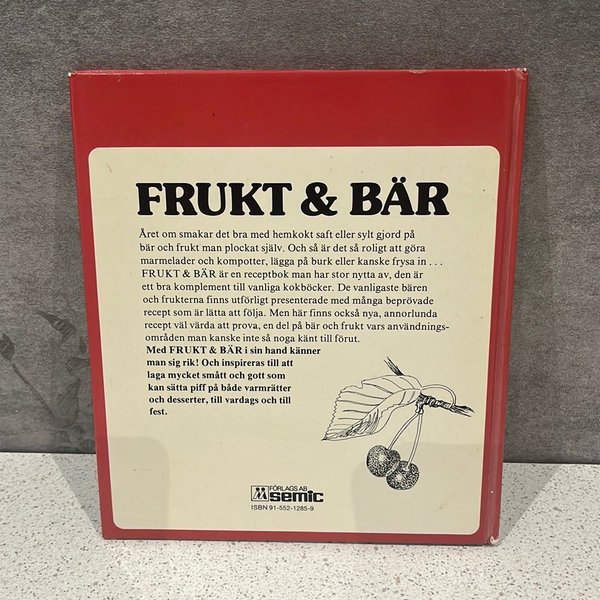 FRUKT & BÄR
Året om smakar det bra med hemkokt saft eller sylt gjord på
bär och frukt man plockat själv. Och så är det så roligt att göra
marmelader och kompotter, lägga på burk eller kanske frysa in . . .
FRUKT & BÄR är en receptbok man har stor nytta av, den är
ett bra komplement till vanliga kokböcker. De vanligaste bären
och frukterna finns utförligt presenterade med många beprövade
recept som är lätta att följa. Men här finns också nya, annorlunda
recept väl värda att prova, en del på bär och frukt vars användnings-
områden man kanske inte så noga känt till förut.
Med FRUKT & BÄR i sin hand känner
man sig rik! Och inspireras till att
laga mycket smått och gott som
kan sätta piff på både varmrätter
och desserter, till vardags och till
fest.
FÖRLAGS AB
semic
ISBN 91-552-1285-9